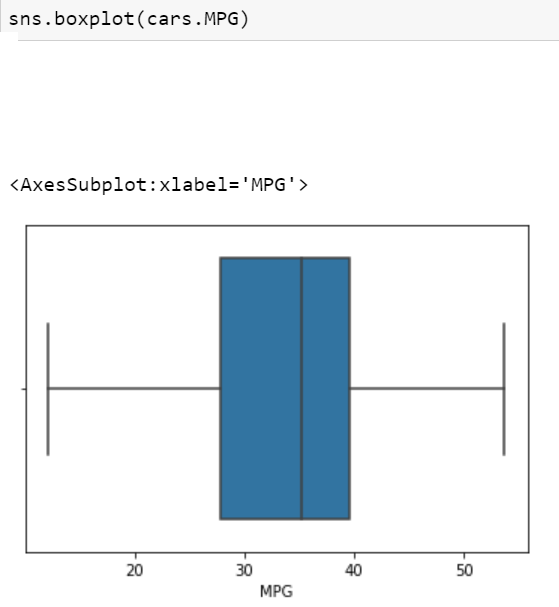 sns.boxplot(cars.MPG)
<AxesSubplot:xlabel='MPG'>
20 30 40 50
MPG